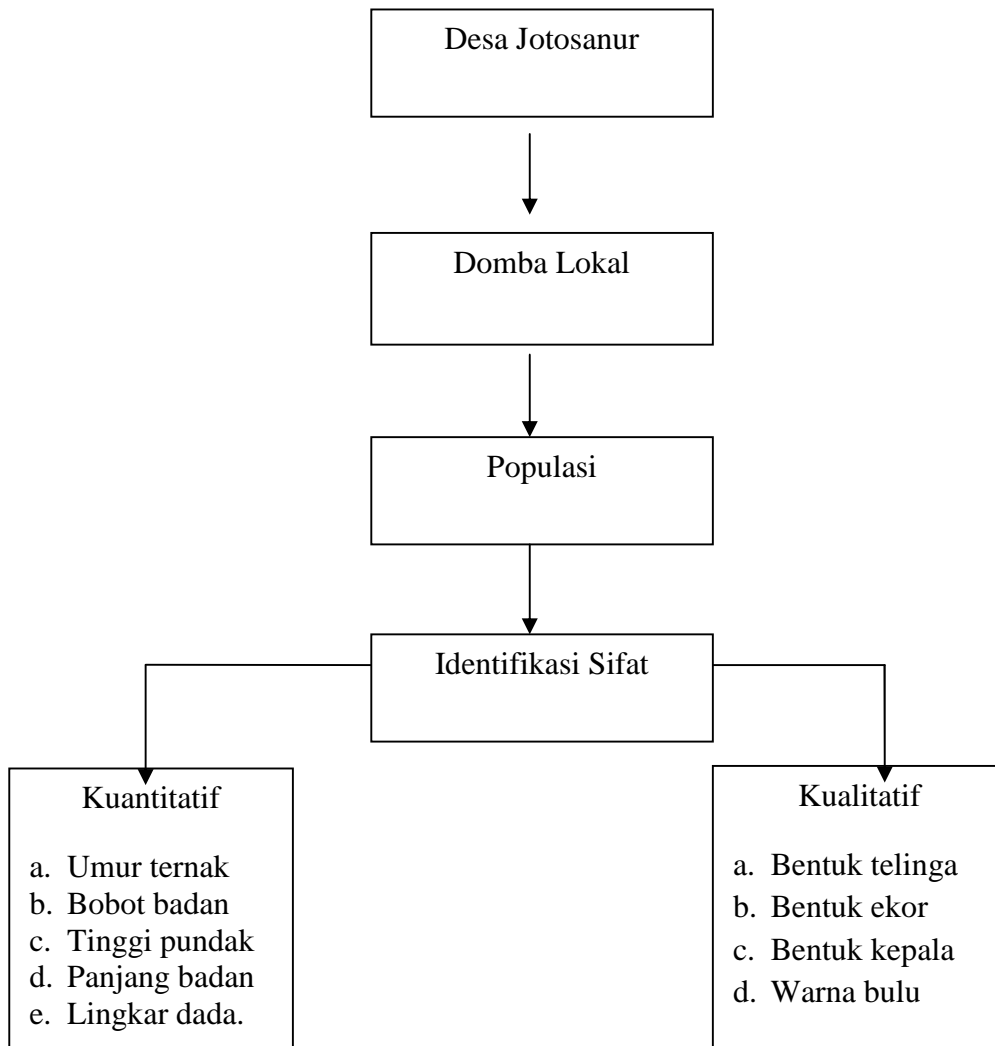 Desa Jotosanur
Domba Lokal
Populasi
Identifikasi Sifat
Kuantitatif
a. Umur ternak
b. Bobot badan
c. Tinggi pundak
d. Panjang badan
e. Lingkar dada.
Kualitatif
a. Bentuk telinga
b. Bentuk ekor
c. Bentuk kepala
d. Warna bulu